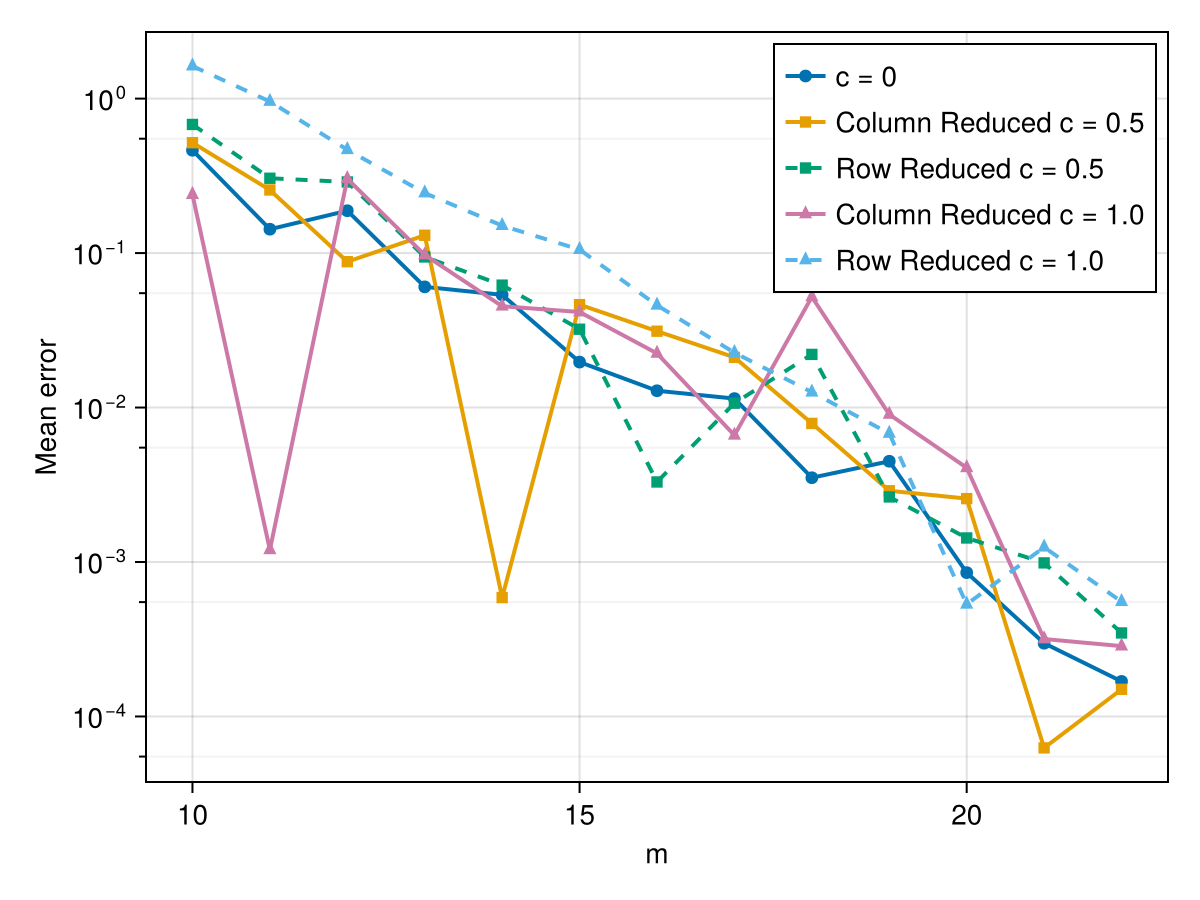 c = 0
Column Reduced c = 0.5
Row Reduced c = 0.5
Column Reduced c = 1.0
Row Reduced c = 1.0
Mean error
10⁰
10⁻¹
10⁻²
10⁻³
10⁻⁴
10
15
20
m